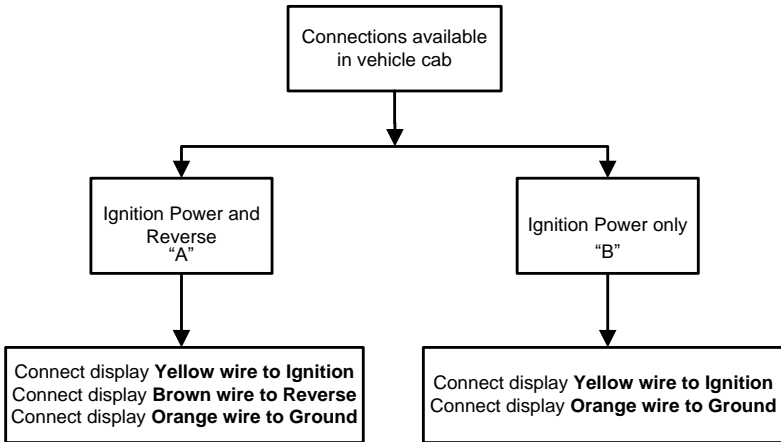 Connections available
in vehicle cab
Ignition Power and
Reverse
“A”
Ignition Power only
“B”
Connect display Yellow wire to Ignition
Connect display Brown wire to Reverse
Connect display Orange wire to Ground
Connect display Yellow wire to Ignition
Connect display Orange wire to Ground